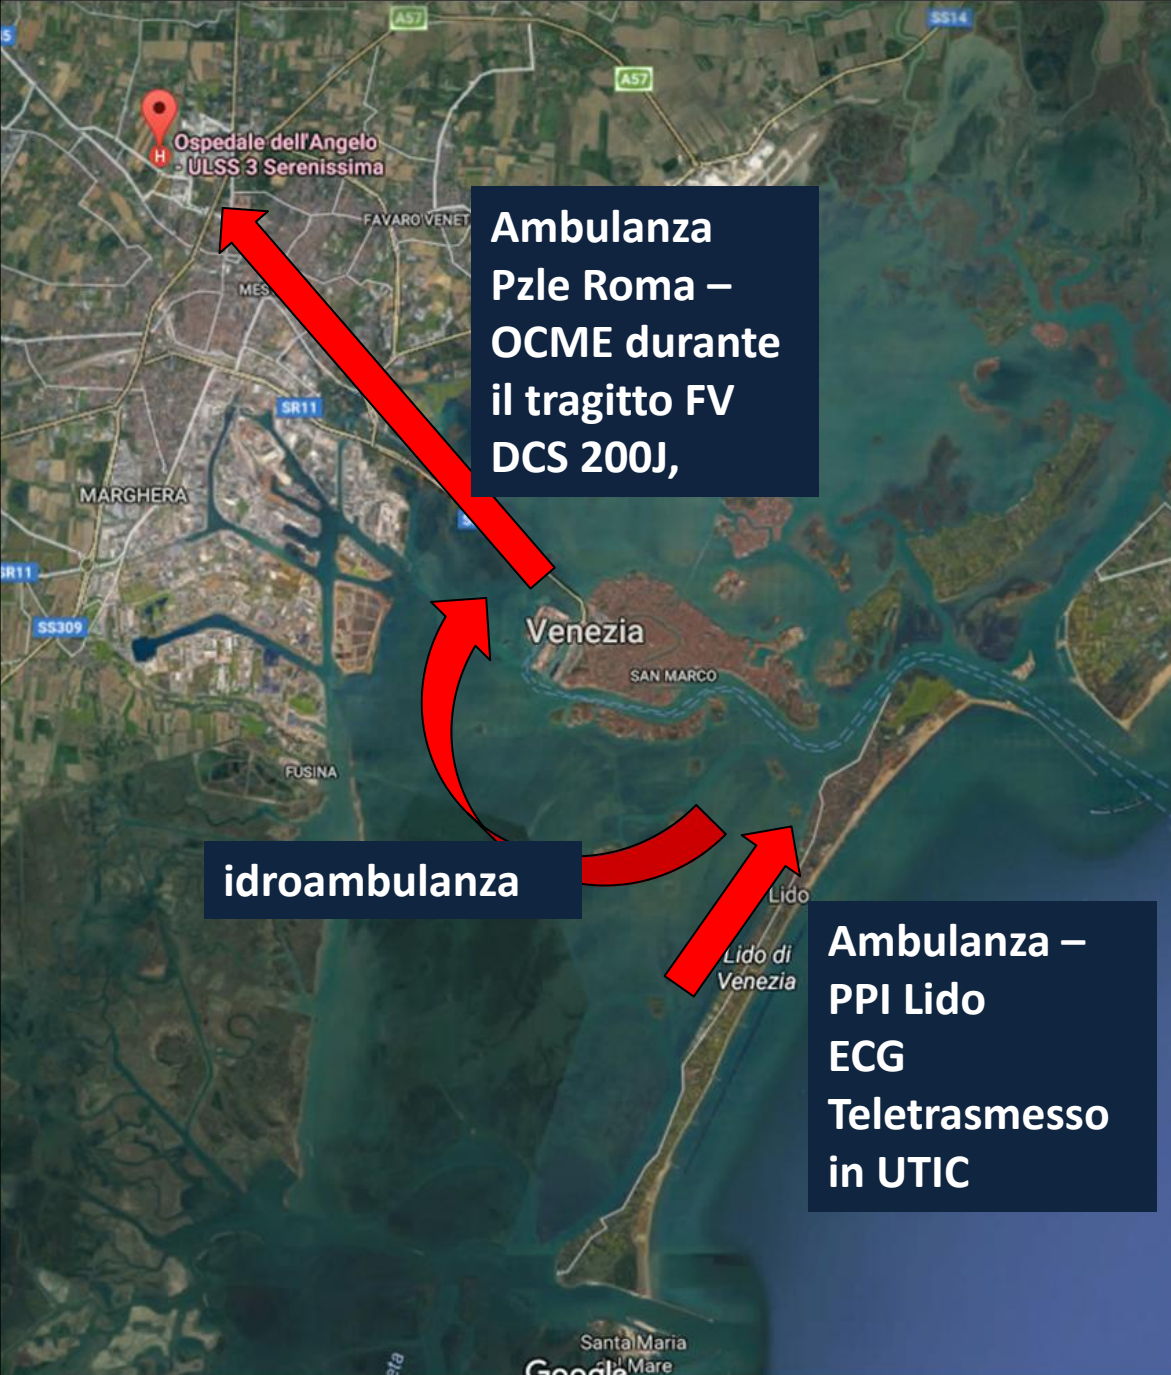 A57
SS14
A57
Ospedale dell'Angelo
- ULSS 3 Serenissima
FAVARO VENET
Ambulanza
Pzle Roma –
OCME durante
il tragitto FV
DCS 200J,
MES
SR11
MARGHERA
SR11
SS309
Venezia
SAN MARCO
FUSINA
idroambulanza
Lido
Lido di
Venezia
Ambulanza –
PPI Lido
ECG
Teletrasmesso
in UTIC
Santa Maria
del Mare
Google